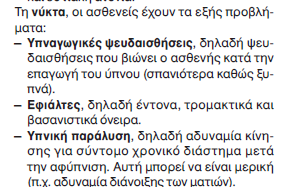 Τη νύκτα, οι ασθενείς έχουν τα εξής προβλή-
ματα:
– Υπναγωγικές ψευδαισθήσεις, δηλαδή ψευ-
δαισθήσεις που βιώνει ο ασθενής κατά την
επαγωγή του ύπνου (σπανιότερα καθώς ξυ-
πνά).
– Εφιάλτες, δηλαδή έντονα, τρομακτικά και
βασανιστικά όνειρα.
– Υπνική παράλυση, δηλαδή αδυναμία κίνη-
σης για σύντομο χρονικό διάστημα μετά
την αφύπνιση. Αυτή μπορεί να είναι μερική
(π.χ. αδυναμία διάνοιξης των ματιών).